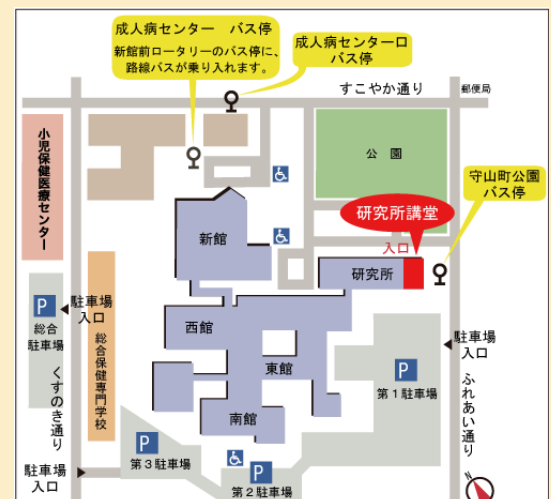 成人病センター バス停
新館前ロータリーのバス停に、
路線バスが乗り入れます。
成人病センター口
バス停
すこやか通り
郵便局
小児保健医療センター
公園
守山町公園
バス停
研究所講堂
新館
入口
研究所
P
総合
駐車場
駐車場
入口
総合保健専門学校
西館
東館
P
第1駐車場
駐車場
入口
くすのき通り
ふれあい通り
南館
P
第3駐車場
駐車場
入口
P
第2駐車場
N